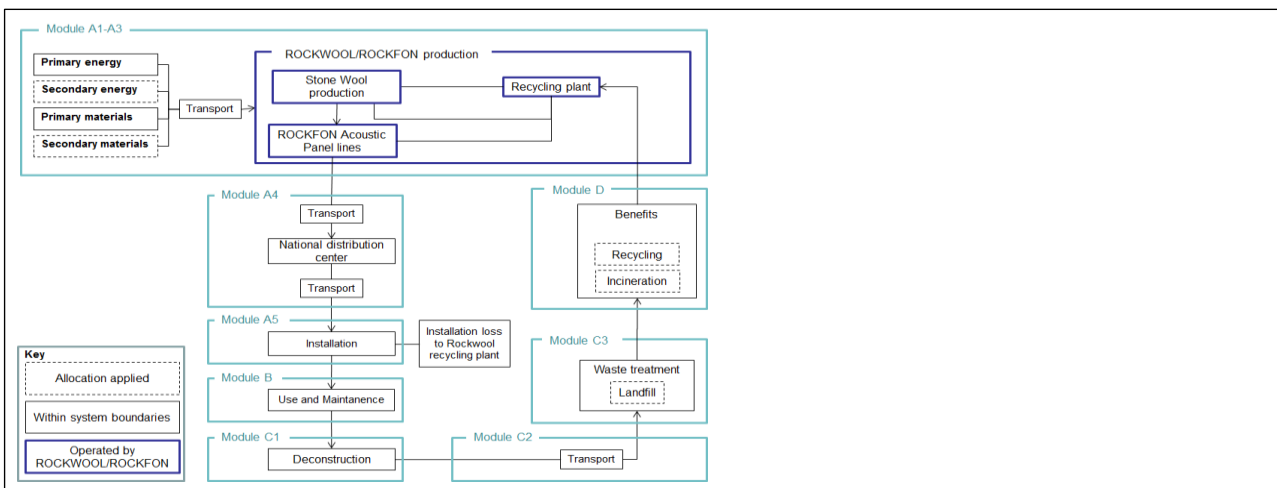 Module A1-A3
ROCKWOOL/ROCKFON production
Primary energy
Secondary energy
Primary materials
Secondary materials
Transport
Stone Wool
production
Recycling plant
ROCKFON Acoustic
Panel lines
Module A4
Transport
National distribution
center
Transport
Module D
Benefits
Recycling
Incineration
Module A5
Installation
Installation loss
to Rockwool
recycling plant
Module C3
Waste treatment
Landfill
Module B
Use and Maintanence
Module C1
Deconstruction
Module C2
Transport
Key
Allocation applied
Within system boundaries
Operated by
ROCKWOOL/ROCKFON